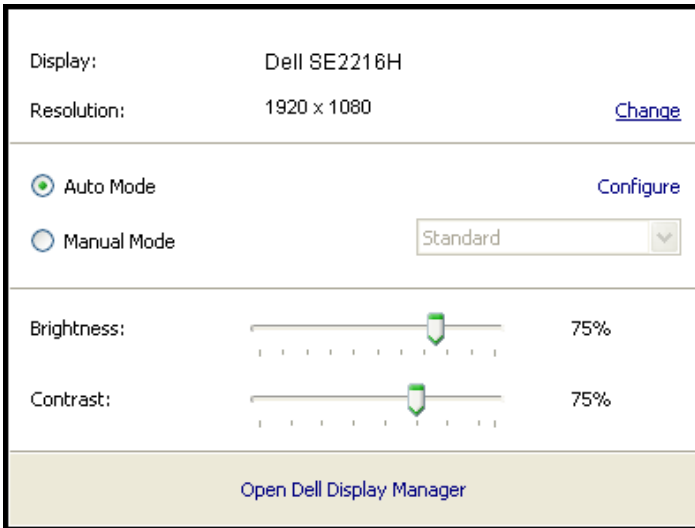 Display: Dell SE2216H
Resolution: 1920 x 1080 Change
Auto Mode Configure
Manual Mode Standard
Brightness: 75%
Contrast: 75%
Open Dell Display Manager